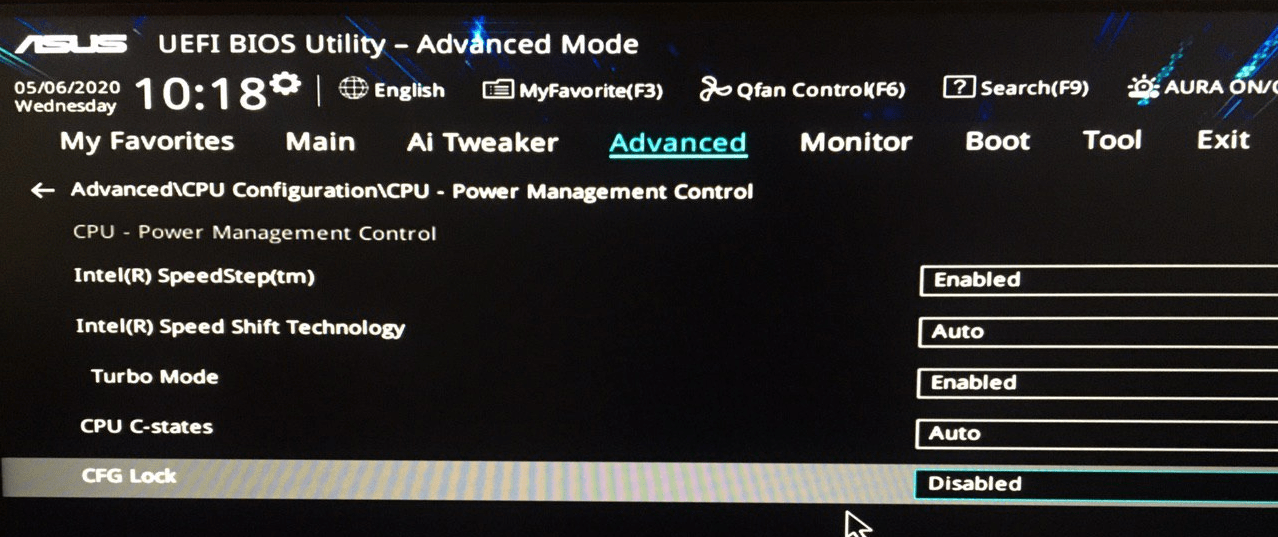 ASUS UEFI BIOS Utility – Advanced Mode
05/06/2020 10:18 English MyFavorite(F3) Qfan Control(F6) ? Search(F9) AURA ON/
Wednesday
My Favorites Main Ai Tweaker Advanced Monitor Boot Tool Exit
← Advanced\CPU Configuration\CPU - Power Management Control
CPU - Power Management Control
Intel(R) SpeedStep(tm) Enabled
Intel(R) Speed Shift Technology Auto
Turbo Mode Enabled
CPU C-states Auto
CFG Lock Disabled